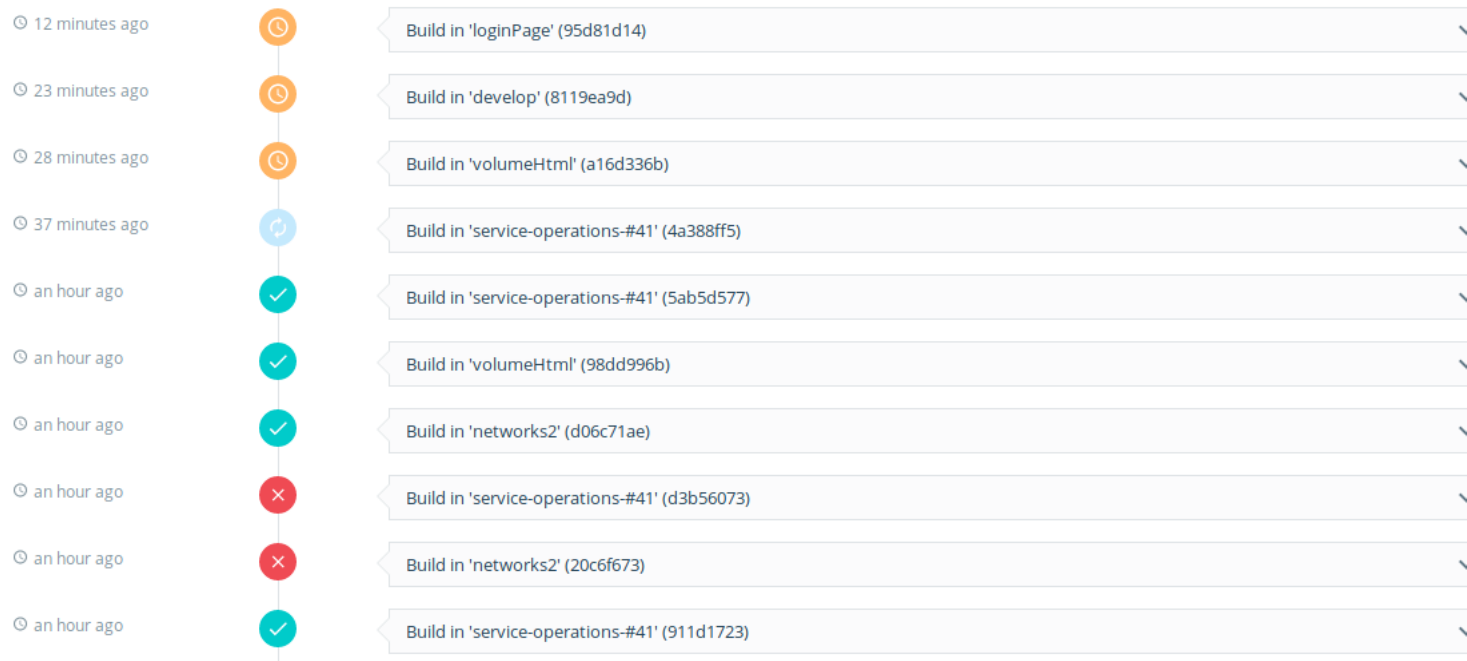 12 minutes ago Build in 'loginPage' (95d81d14)
23 minutes ago Build in 'develop' (8119ea9d)
28 minutes ago Build in 'volumeHtml' (a16d336b)
37 minutes ago Build in 'service-operations-#41' (4a388ff5)
an hour ago Build in 'service-operations-#41' (5ab5d577)
an hour ago Build in 'volumeHtml' (98dd996b)
an hour ago Build in 'networks2' (d06c71ae)
an hour ago Build in 'service-operations-#41' (d3b56073)
an hour ago Build in 'networks2' (20c6f673)
an hour ago Build in 'service-operations-#41' (911d1723)